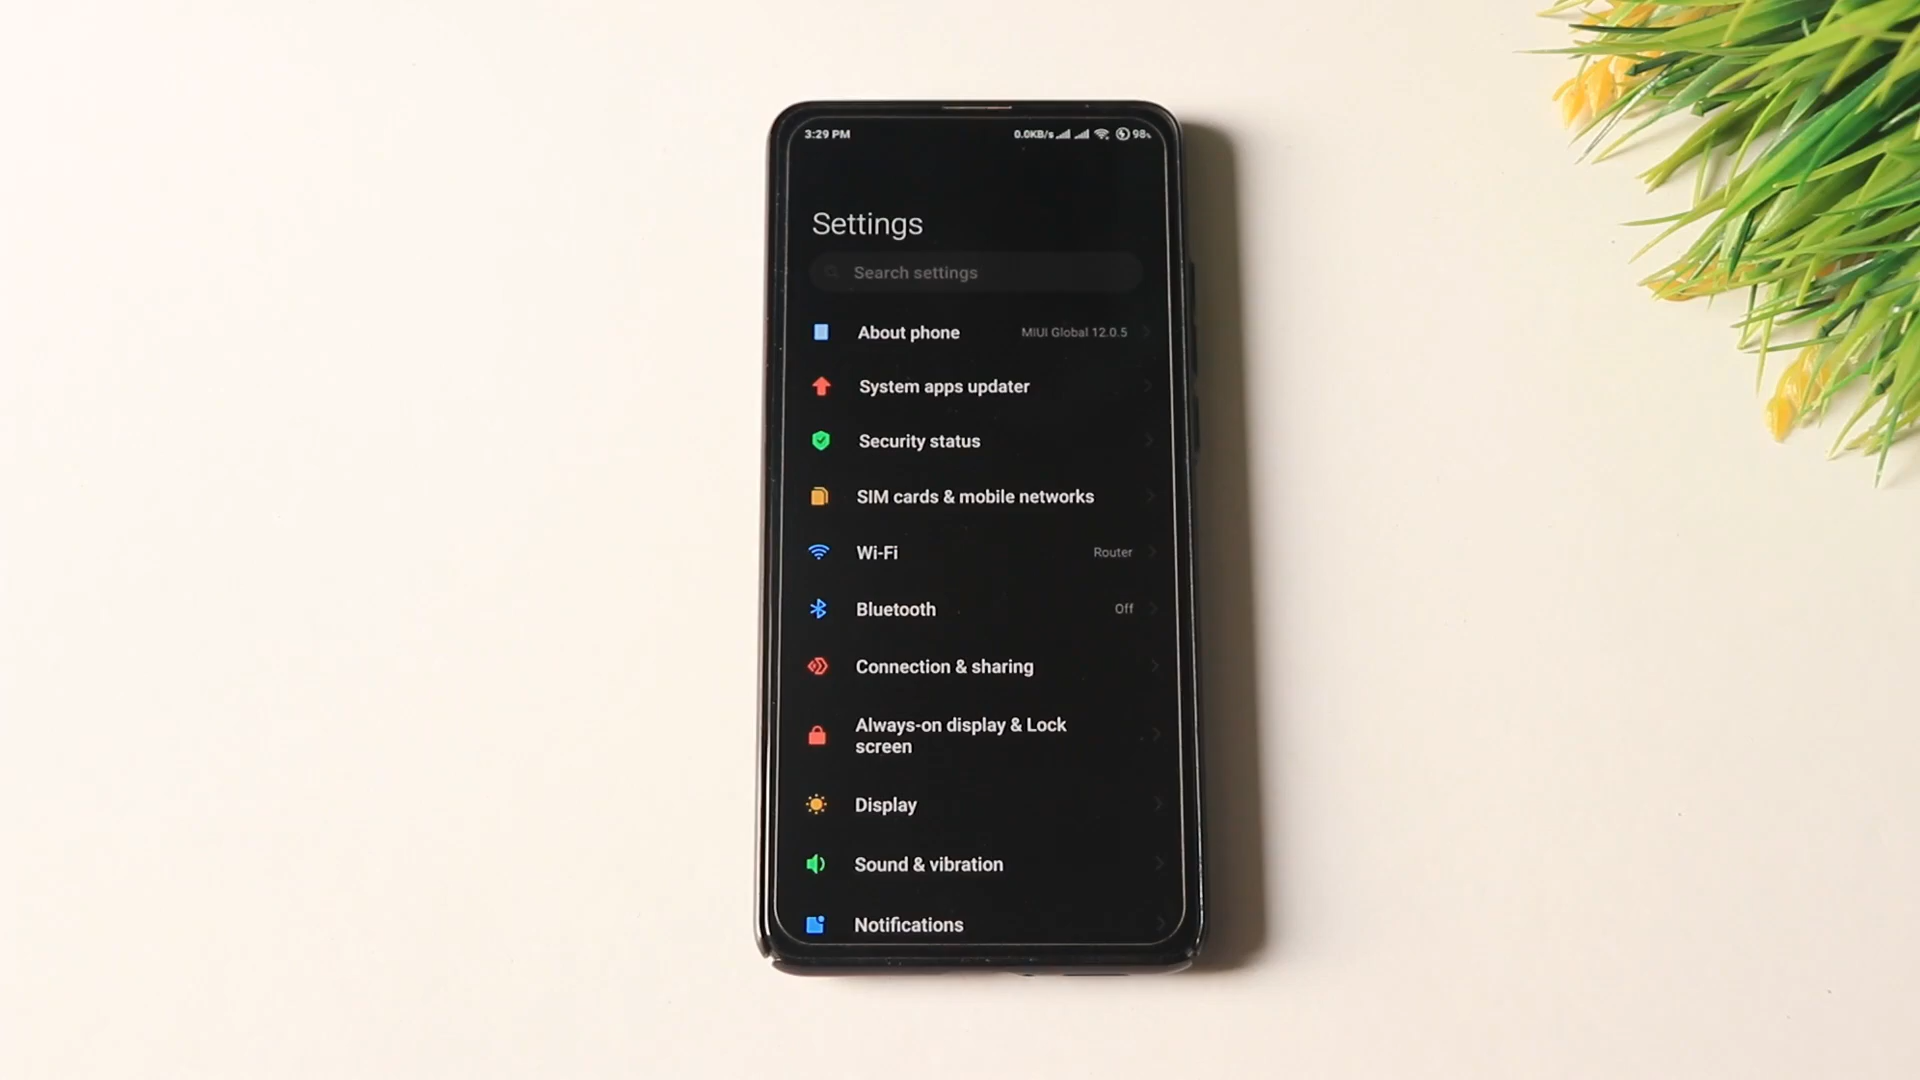 3:29 PM 0.0KB/s 98%
Settings
Search settings
About phone MIUI Global 12.0.5
System apps updater
Security status
SIM cards & mobile networks
Wi-Fi Router
Bluetooth Off
Connection & sharing
Always-on display & Lock
screen
Display
Sound & vibration
Notifications